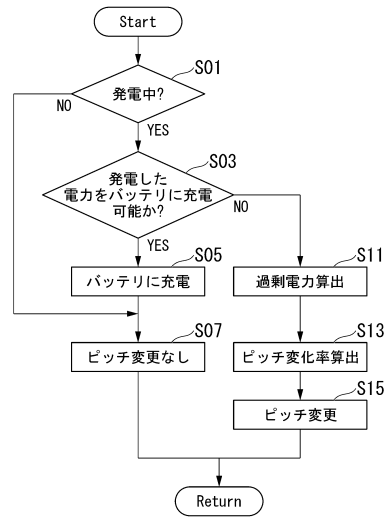 Start
S01
発電中?
NO
YES
S03
発電した
電力をバッテリに充電
可能か?
NO
YES
S05
バッテリに充電
S11
過剰電力算出
S07
ピッチ変更なし
S13
ピッチ変化率算出
S15
ピッチ変更
Return